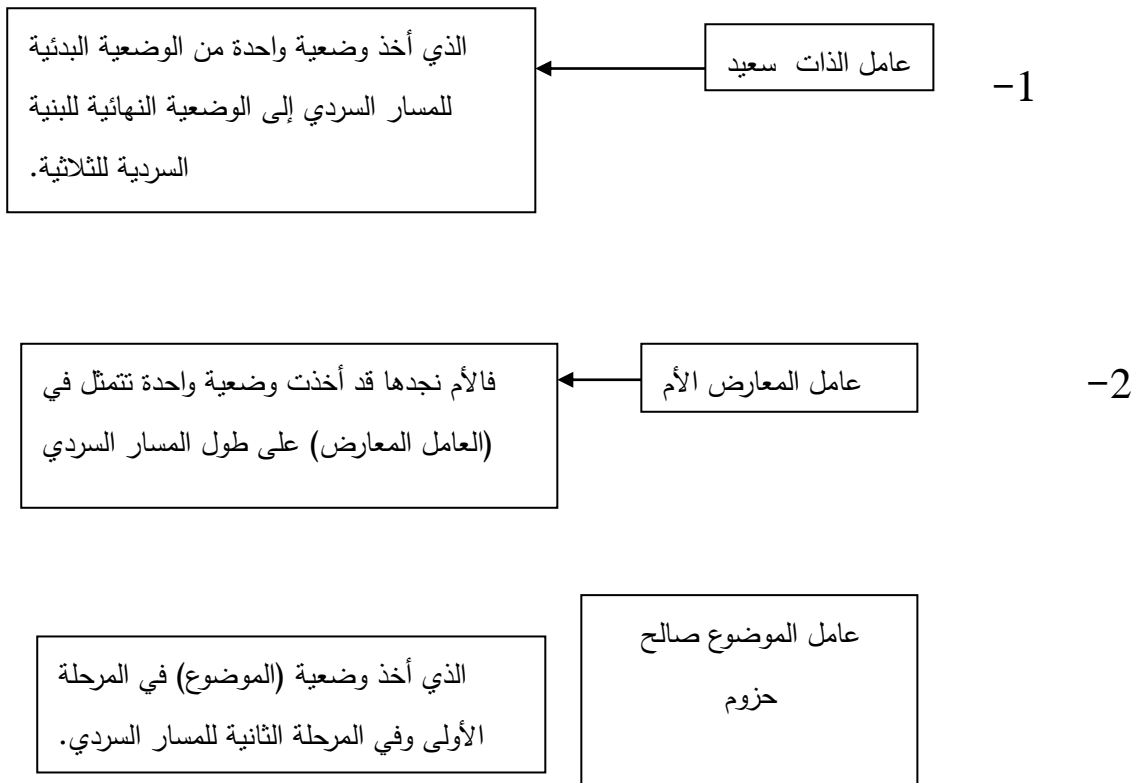 -1
عامل الذات سعيد
الذي أخذ وضعية واحدة من الوضعية البدئية
للمسار السردي إلى الوضعية النهائية للبنية
السردية للثلاثية.
-2
عامل المعارض الأم
فالأم نجدها قد أخذت وضعية واحدة تتمثل في
(العامل المعارض) على طول المسار السردي
عامل الموضوع صالح
حزوم
الذي أخذ وضعية (الموضوع) في المرحلة
الأولى وفي المرحلة الثانية للمسار السردي.